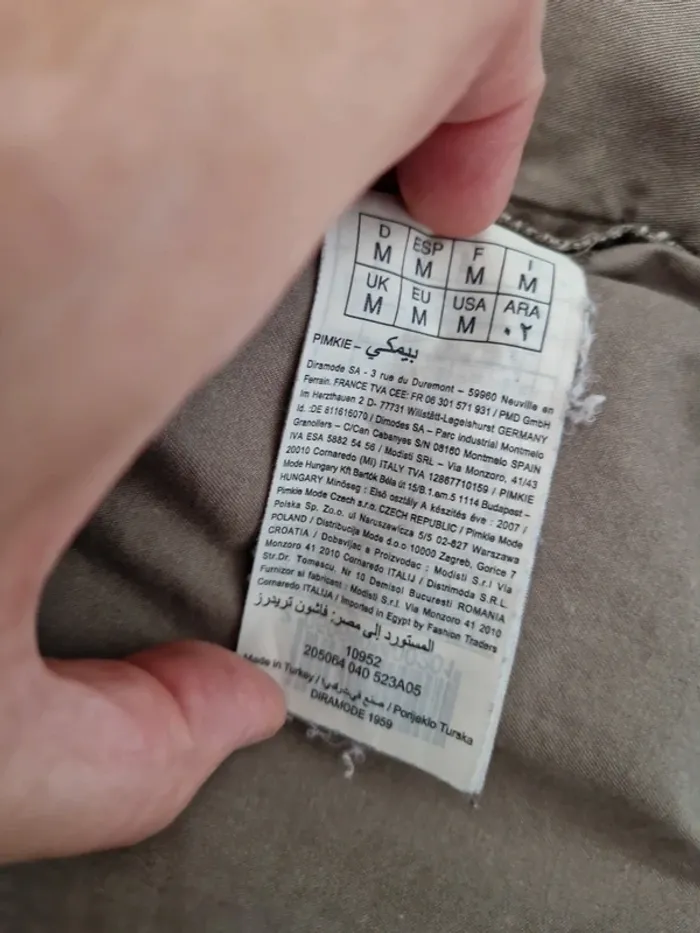 D ESP F I
M M M M
UK EU USA ARA
M M M ٠٢
PIMKIE – بيمكي
Diramode SA - 3 rue du Duremont – 59960 Neuville en
Ferrain. FRANCE TVA CEE: FR 06 301 571 931 / PMD GmbH
Im Herzthauen 2 D- 77731 Willstätt-Legelshurst GERMANY
Id. :DE 811616070 / Dimodes SA – Parc industrial Montmelo
Granollers – C/Can Cabanyes S/N 08160 Montmelo SPAIN
IVA ESA 5882 54 56 / Modisti SRL – Via Monzoro, 41/43
20010 Cornaredo (MI) ITALY TVA 12867710159 / PIMKIE
Mode Hungary Kft Bartók Béla út 15/B.1.em.5 1114 Budapest –
HUNGARY Minöseg : Elsö osztály A készítés éve : 2007 /
Pimkie Mode Czech s.r.o. CZECH REPUBLIC / Pimkie Mode
Polska Sp. Zo.o. ul Naruszewicza 5/5 02-627 Warszawa
POLAND / Distribucija Mode d.o.o 10000 Zagreb, Gorice 7
CROATIA / Dobavljac a Proizvodac : Modisti S.r.l Via
Monzoro 41 2010 Cornaredo ITALIJ / Distrimöda S.R.L.
Str.Dr. Tomescu. Nr 10 Demisol Bucuresti ROMANIA
Furnizor si fabricant : Modisti S.r.l. Via Monzoro 41 2010
Cornaredo ITALIJA / Imported in Egypt by Fashion Traders
المستورد إلى مصر: فاشون تريدرز
10952
205064 040 523A05
Made in Turkey / صنع في تركيا / Porijeklo Turska
DIRAMODE 1959